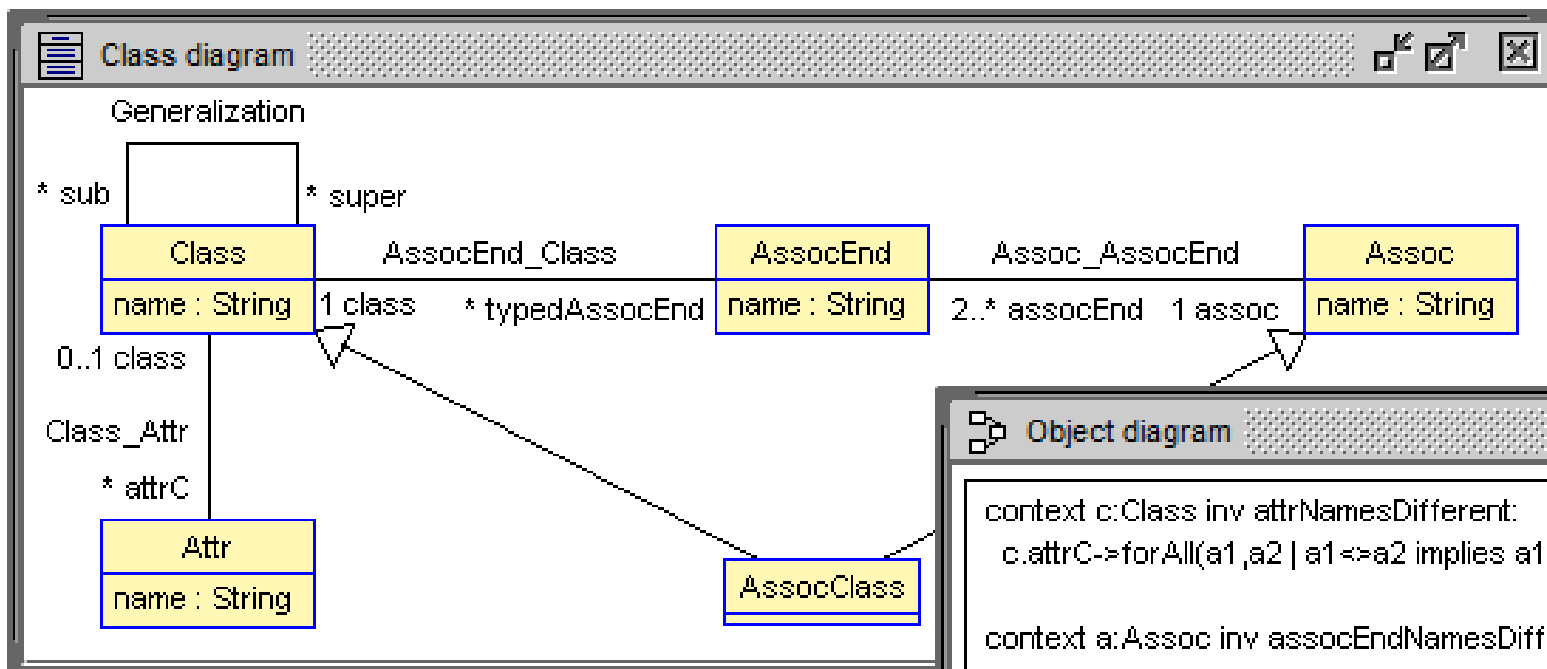 Class diagram
Generalization
* sub
* super
Class
AssocEnd_Class
AssocEnd
Assoc_AssocEnd
Assoc
name : String
1 class
* typedAssocEnd
name : String
2..* assocEnd
1 assoc
name : String
0..1 class
Class_Attr
* attrC
Attr
name : String
AssocClass
Object diagram
context c:Class inv attrNamesDifferent:
c.attrC->forAll(a1,a2 | a1<>a2 implies a1
context a:Assoc inv assocEndNamesDiff